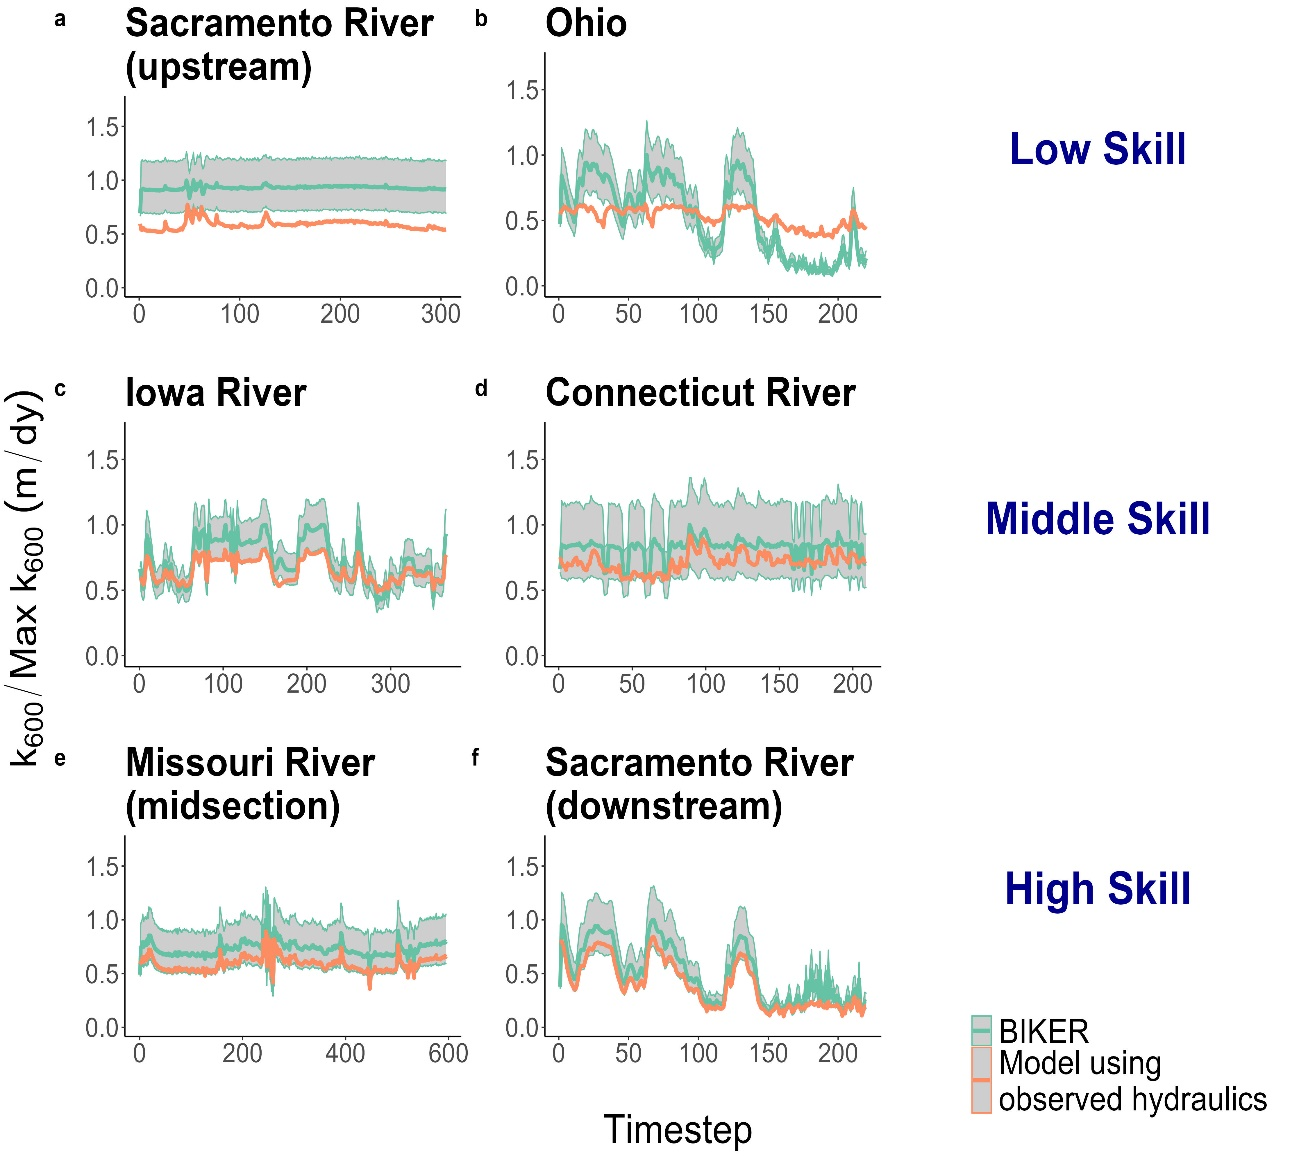 a
Sacramento River
(upstream)
1.5
1.0
0.5
0.0
0 100 200 300
b
Ohio
1.5
1.0
0.5
0.0
0 50 100 150 200
Low Skill
c
Iowa River
1.5
1.0
0.5
0.0
0 100 200 300
d
Connecticut River
1.5
1.0
0.5
0.0
0 50 100 150 200
Middle Skill
k600/Max k600 (m/dy)
e
Missouri River
(midsection)
1.5
1.0
0.5
0.0
0 200 400 600
f
Sacramento River
(downstream)
1.5
1.0
0.5
0.0
0 50 100 150 200
High Skill
BIKER
Model using
observed hydraulics
Timestep